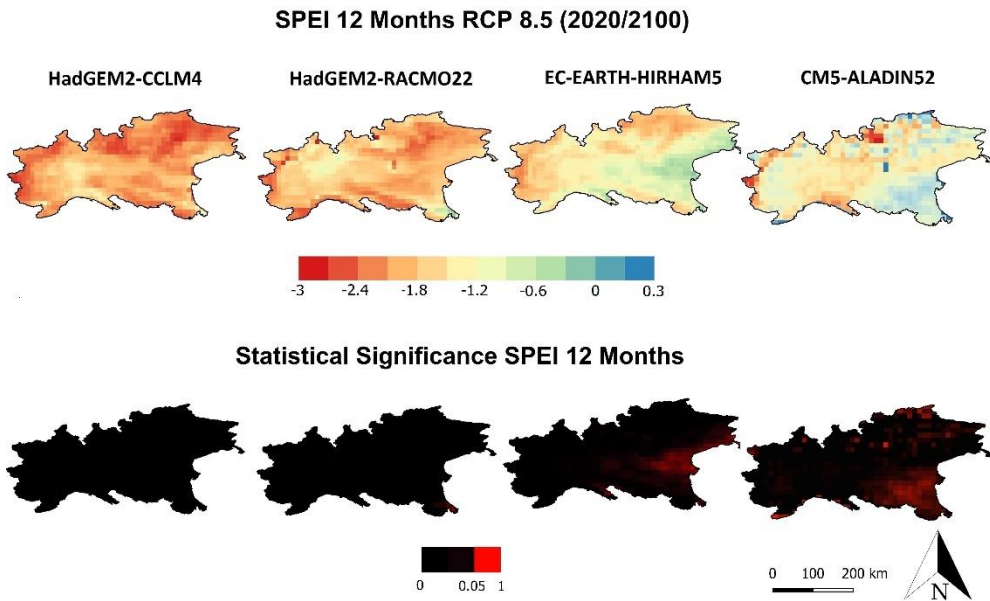 SPEI 12 Months RCP 8.5 (2020/2100)
HadGEM2-CCLM4 HadGEM2-RACMO22 EC-EARTH-HIRHAM5 CM5-ALADIN52
-3 -2.4 -1.8 -1.2 -0.6 0 0.3
Statistical Significance SPEI 12 Months
0 0.05 1
0 100 200 km
N